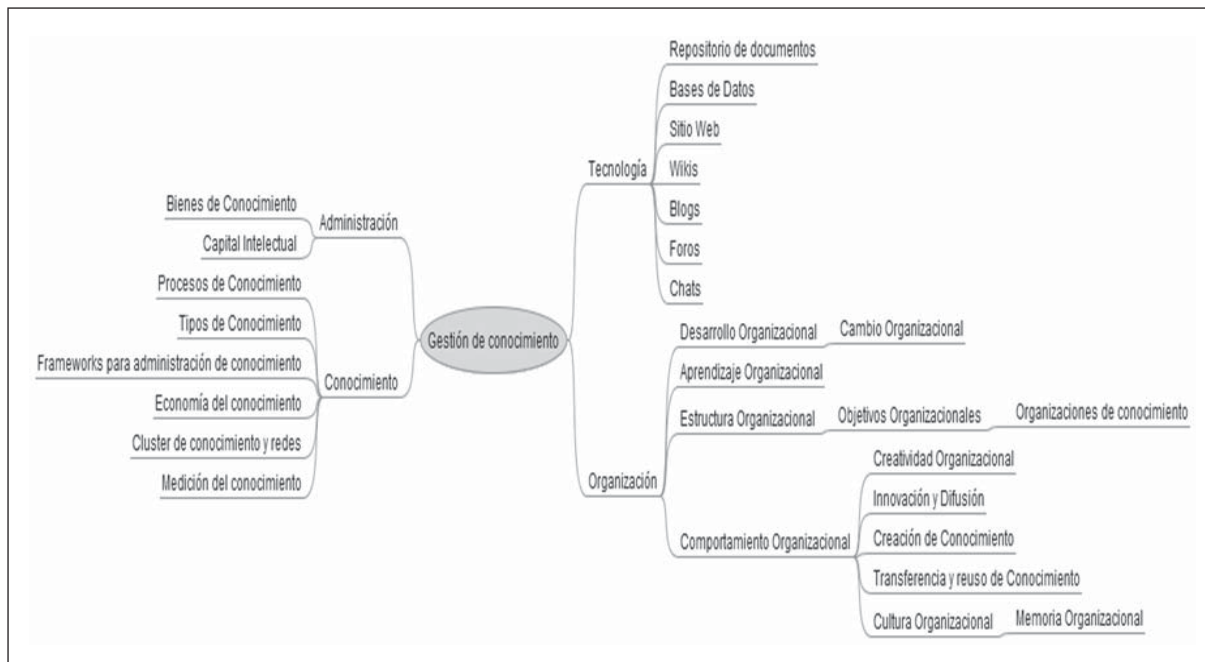 Gestión de conocimiento
Administración
Bienes de Conocimiento
Capital Intelectual
Conocimiento
Procesos de Conocimiento
Tipos de Conocimiento
Frameworks para administración de conocimiento
Economía del conocimiento
Cluster de conocimiento y redes
Medición del conocimiento
Tecnología
Repositorio de documentos
Bases de Datos
Sitio Web
Wikis
Blogs
Foros
Chats
Organización
Desarrollo Organizacional
Cambio Organizacional
Aprendizaje Organizacional
Estructura Organizacional
Objetivos Organizacionales
Organizaciones de conocimiento
Comportamiento Organizacional
Creatividad Organizacional
Innovación y Difusión
Creación de Conocimiento
Transferencia y reuso de Conocimiento
Cultura Organizacional
Memoria Organizacional